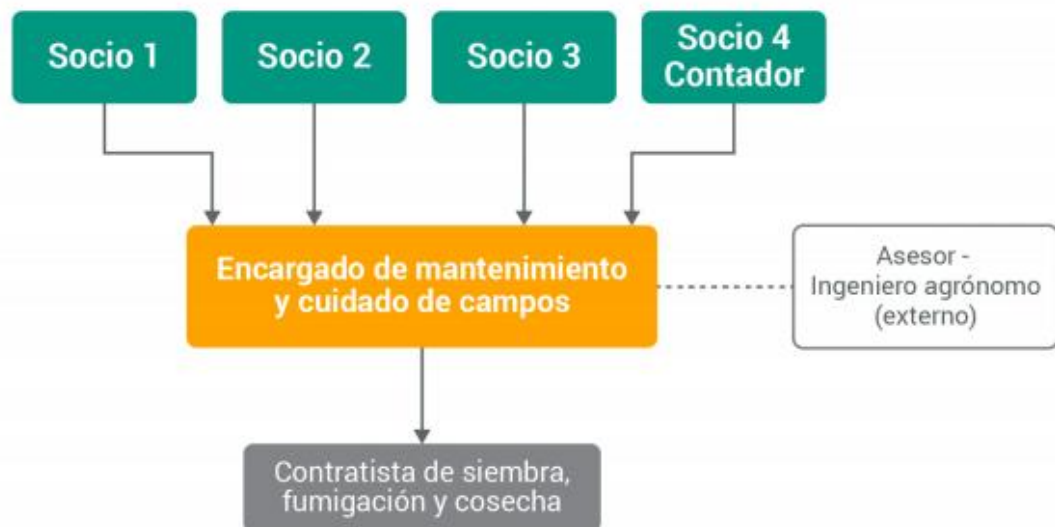 Socio 1
Socio 2
Socio 3
Socio 4
Contador
Encargado de mantenimiento
y cuidado de campos
Asesor -
Ingeniero agrónomo
(externo)
Contratista de siembra,
fumigación y cosecha